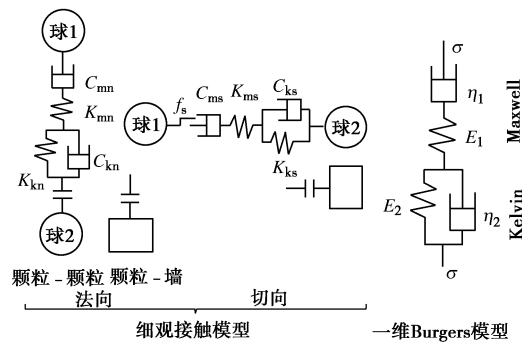 球1
C_mn
K_mn
C_kn
K_kn
球2
球1
f_s
C_ms
K_ms
C_ks
K_ks
球2
σ
η_1
E_1
Maxwell
E_2
η_2
Kelvin
σ
颗粒-颗粒 颗粒-墙
法向 切向
细观接触模型 一维Burgers模型